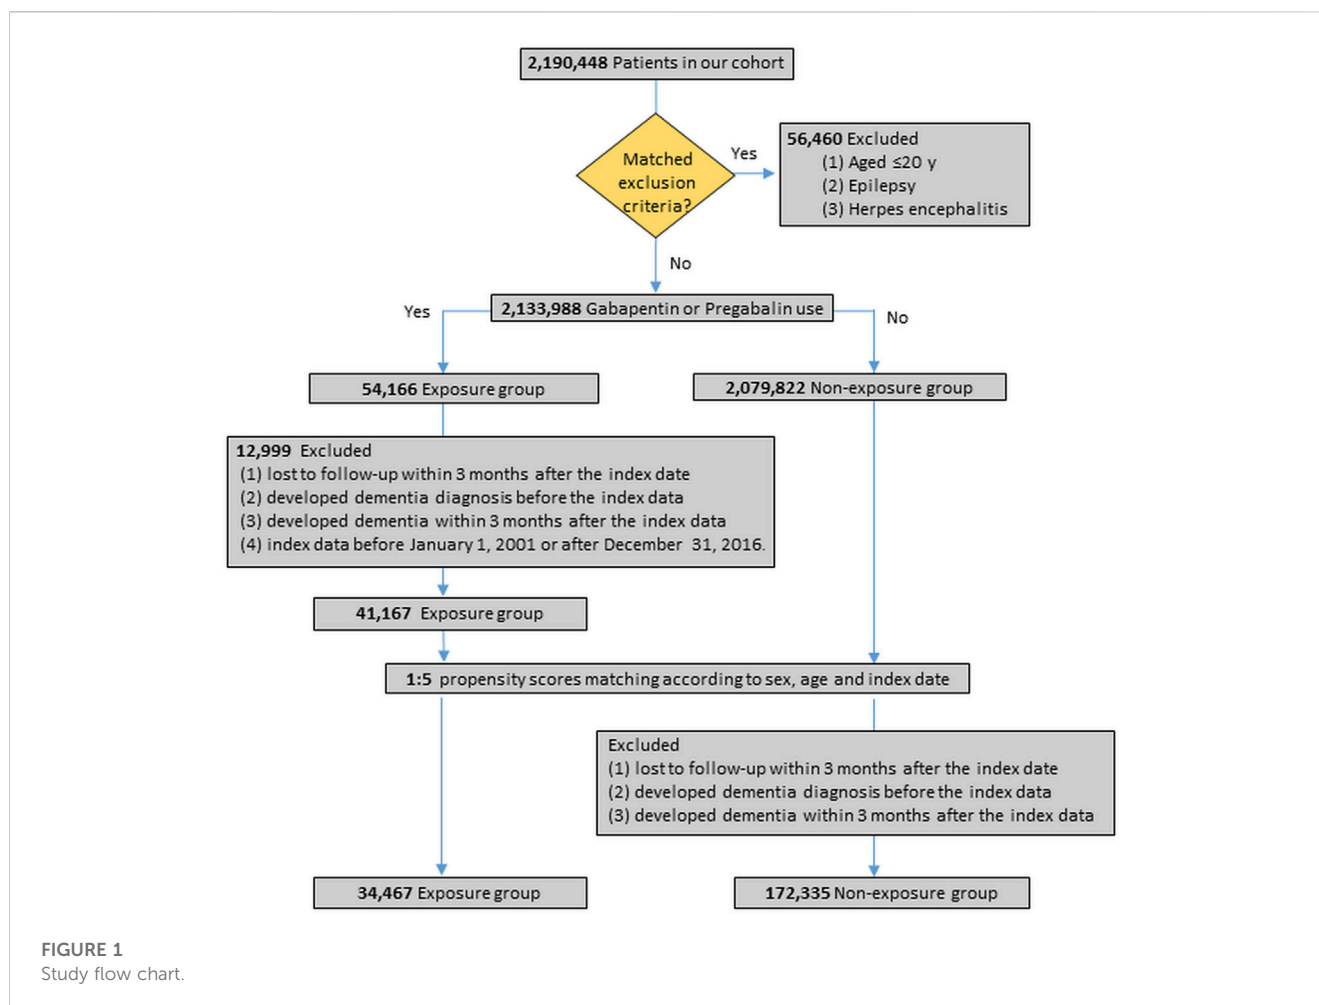 2,190,448 Patients in our cohort
Matched
exclusion
criteria?
Yes
56,460 Excluded
(1) Aged ≤20 y
(2) Epilepsy
(3) Herpes encephalitis
No
2,133,988 Gabapentin or Pregabalin use
Yes
No
54,166 Exposure group
2,079,822 Non-exposure group
12,999 Excluded
(1) lost to follow-up within 3 months after the index date
(2) developed dementia diagnosis before the index data
(3) developed dementia within 3 months after the index data
(4) index data before January 1, 2001 or after December 31, 2016.
41,167 Exposure group
1:5 propensity scores matching according to sex, age and index date
Excluded
(1) lost to follow-up within 3 months after the index date
(2) developed dementia diagnosis before the index data
(3) developed dementia within 3 months after the index data
34,467 Exposure group
172,335 Non-exposure group
FIGURE 1
Study flow chart.